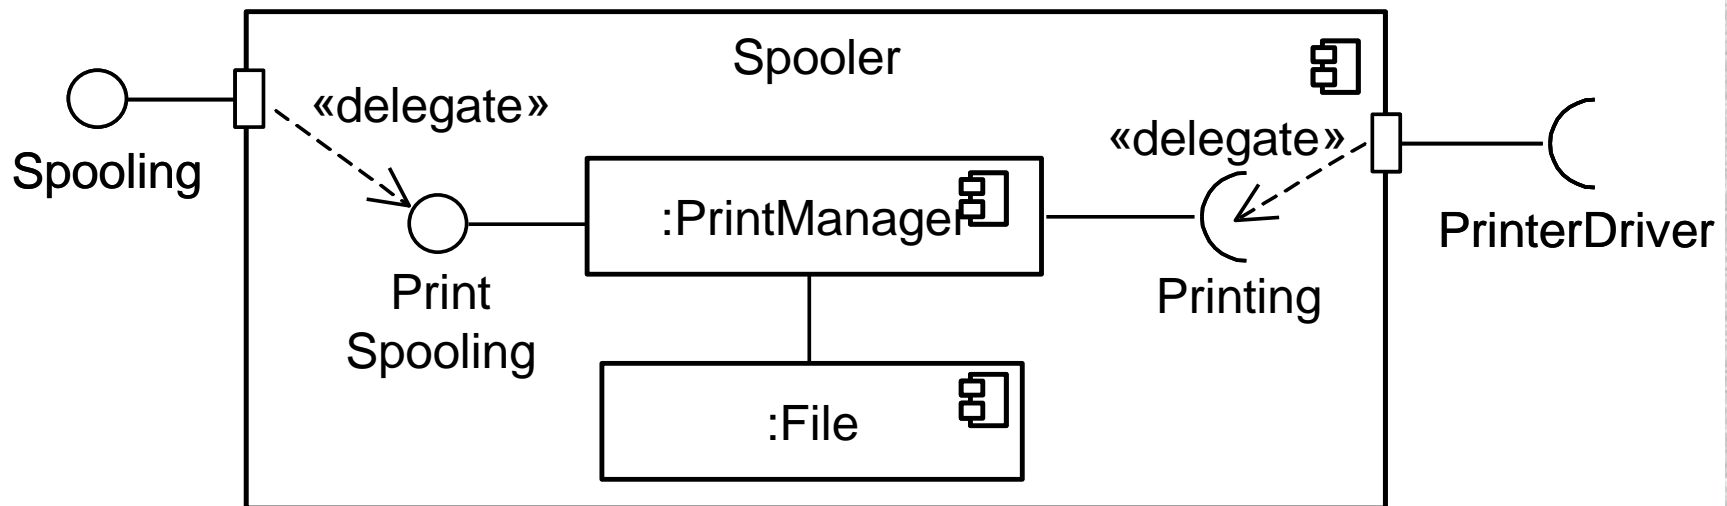 Spooler
«delegate»
Spooling
«delegate»
:PrintManager
PrinterDriver
Print
Spooling
Printing
:File